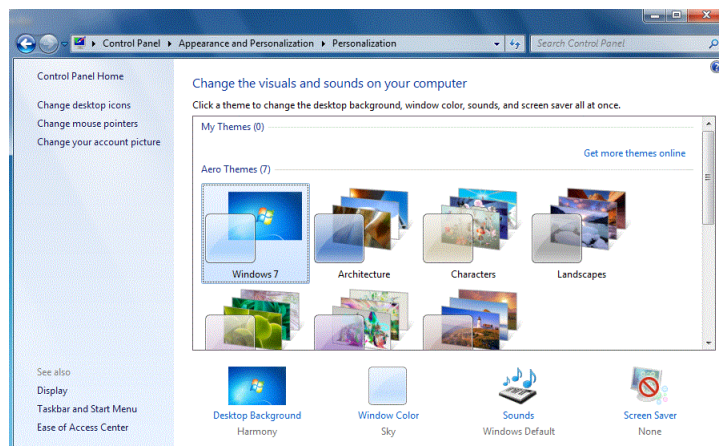 Control Panel ▸ Appearance and Personalization ▸ Personalization
Search Control Panel
Control Panel Home
Change desktop icons
Change mouse pointers
Change your account picture
See also
Display
Taskbar and Start Menu
Ease of Access Center
Change the visuals and sounds on your computer
Click a theme to change the desktop background, window color, sounds, and screen saver all at once.
My Themes (0)
Get more themes online
Aero Themes (7)
Windows 7
Architecture
Characters
Landscapes
Desktop Background
Harmony
Window Color
Sky
Sounds
Windows Default
Screen Saver
None